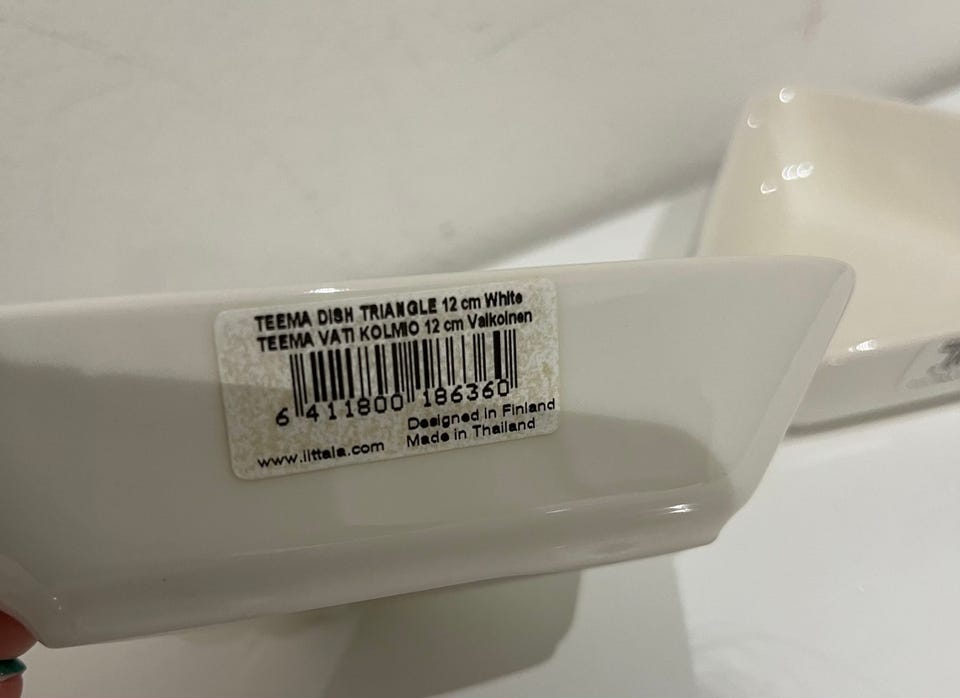 TEEMA DISH TRIANGLE 12 cm White
TEEMA VATI KOLMIO 12 cm Valkoinen
6 411800 186360
Designed in Finland
www.iittala.com Made in Thailand